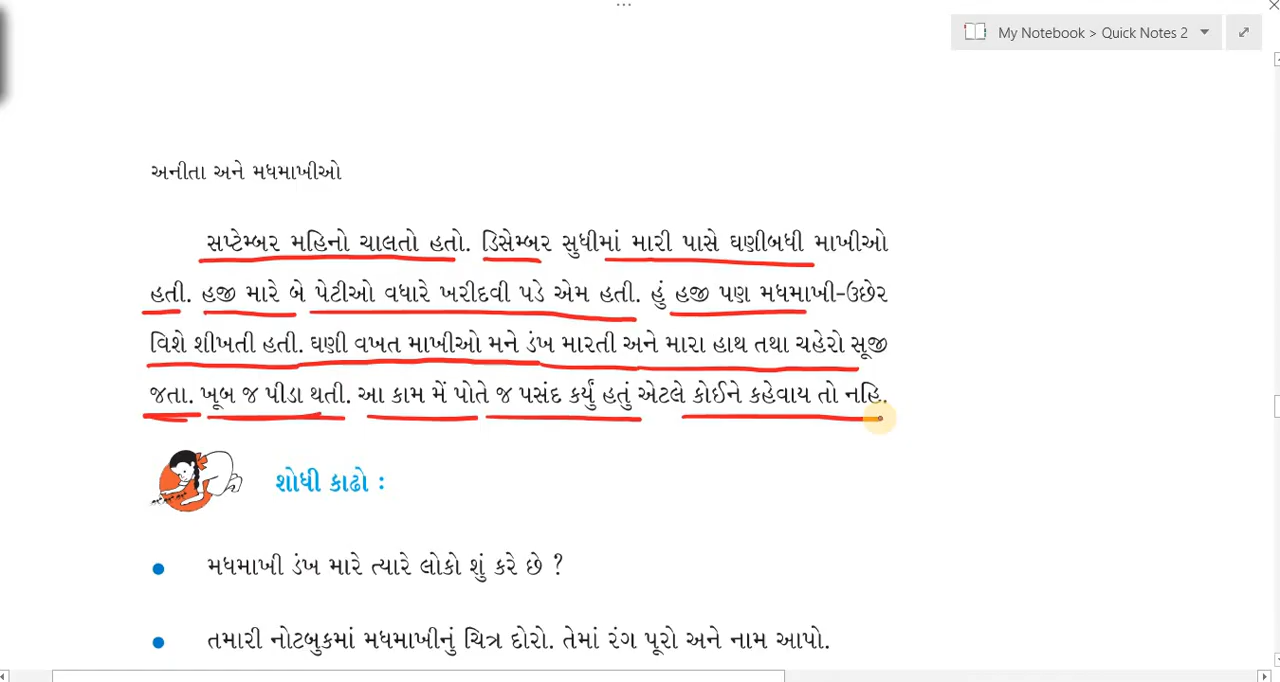 ...
My Notebook > Quick Notes 2
અનીતા અને મધમાખીઓ
સપ્ટેમ્બર મહિનો ચાલતો હતો. ડિસેમ્બર સુધીમાં મારી પાસે ઘણીબધી માખીઓ
હતી. હજી મારે બે પેટીઓ વધારે ખરીદવી પડે એમ હતી. હું હજી પણ મધમાખી-ઉછેર
વિશે શીખતી હતી. ઘણી વખત માખીઓ મને ડંખ મારતી અને મારા હાથ તથા ચહેરો સૂજી
જતા. ખૂબ જ પીડા થતી. આ કામ મેં પોતે જ પસંદ કર્યું હતું એટલે કોઈને કહેવાય તો નહિ.
શોધી કાઢો :
● મધમાખી ડંખ મારે ત્યારે લોકો શું કરે છે ?
● તમારી નોટબુકમાં મધમાખીનું ચિત્ર દોરો. તેમાં રંગ પૂરો અને નામ આપો.